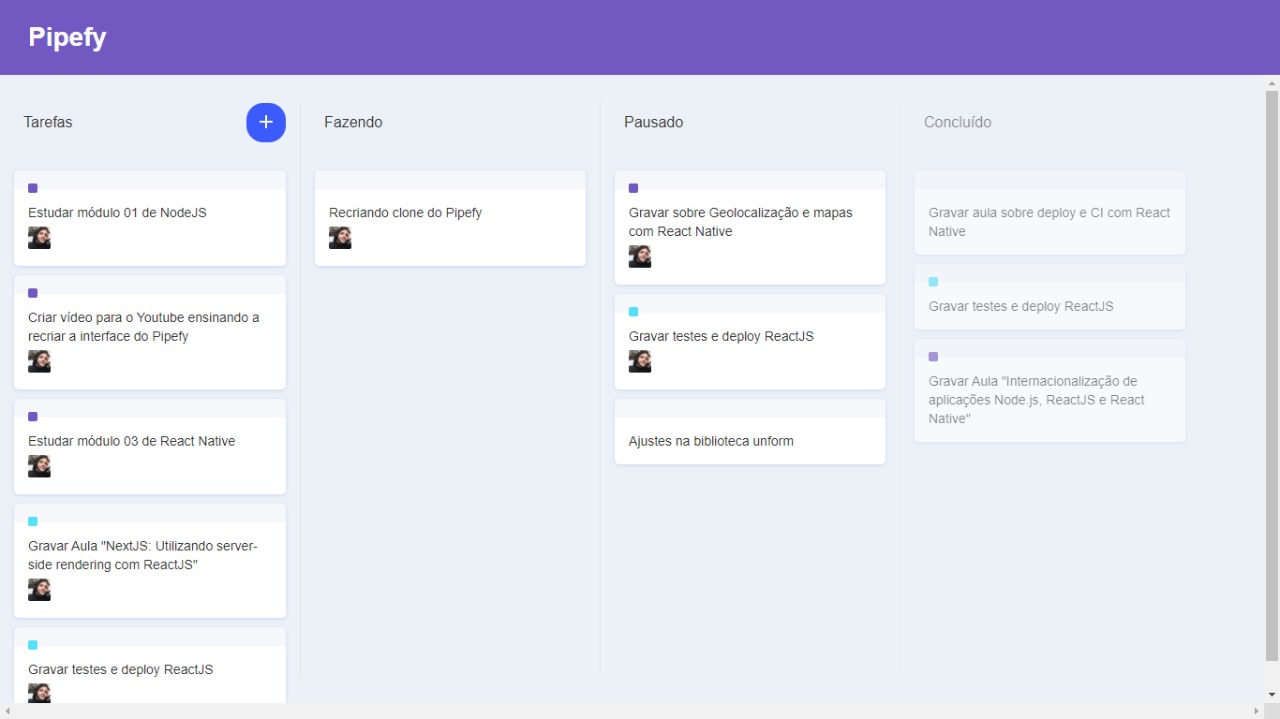 Pipefy
Tarefas
Estudar módulo 01 de NodeJS
Criar vídeo para o Youtube ensinando a
recriar a interface do Pipefy
Estudar módulo 03 de React Native
Gravar Aula "NextJS: Utilizando server-
side rendering com ReactJS"
Gravar testes e deploy ReactJS
Fazendo
Recriando clone do Pipefy
Pausado
Gravar sobre Geolocalização e mapas
com React Native
Gravar testes e deploy ReactJS
Ajustes na biblioteca unform
Concluído
Gravar aula sobre deploy e CI com React
Native
Gravar testes e deploy ReactJS
Gravar Aula "Internacionalização de
aplicações Node.js, ReactJS e React
Native"